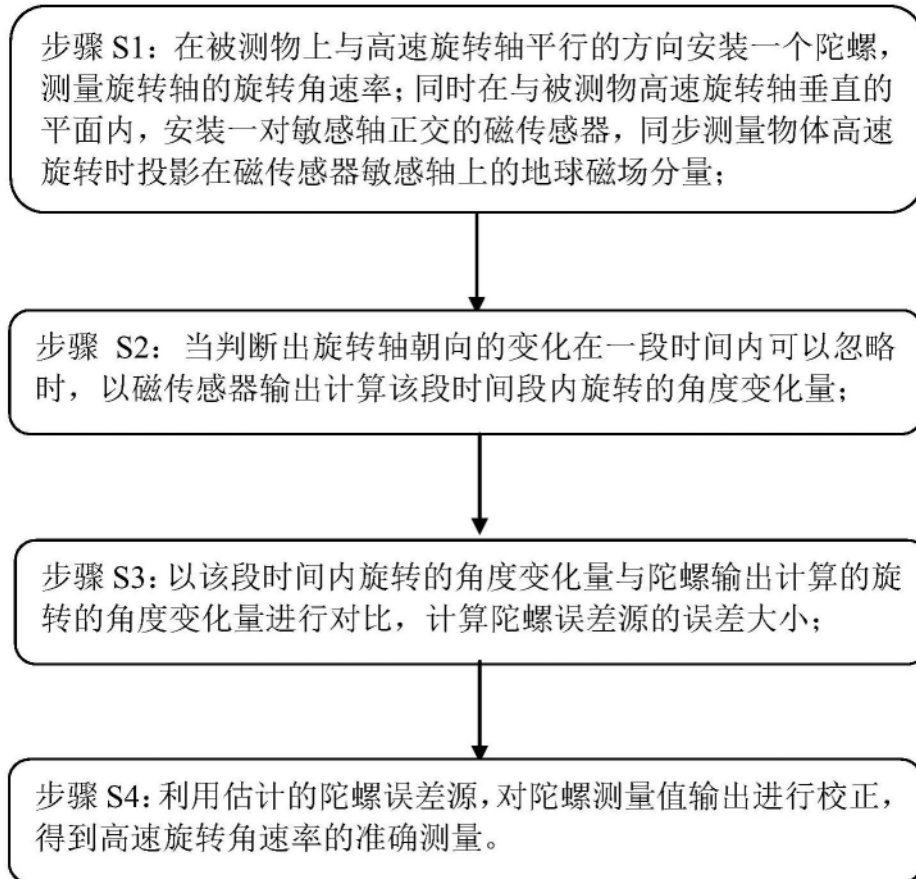 步骤 S1：在被测物上与高速旋转轴平行的方向安装一个陀螺，
测量旋转轴的旋转角速率；同时在与被测物高速旋转轴垂直的
平面内，安装一对敏感轴正交的磁传感器，同步测量物体高速
旋转时投影在磁传感器敏感轴上的地球磁场分量；
步骤 S2：当判断出旋转轴朝向的变化在一段时间内可以忽略
时，以磁传感器输出计算该段时间段内旋转的角度变化量；
步骤 S3：以该段时间内旋转的角度变化量与陀螺输出计算的旋
转的角度变化量进行对比，计算陀螺误差源的误差大小；
步骤 S4：利用估计的陀螺误差源，对陀螺测量值输出进行校正，
得到高速旋转角速率的准确测量。